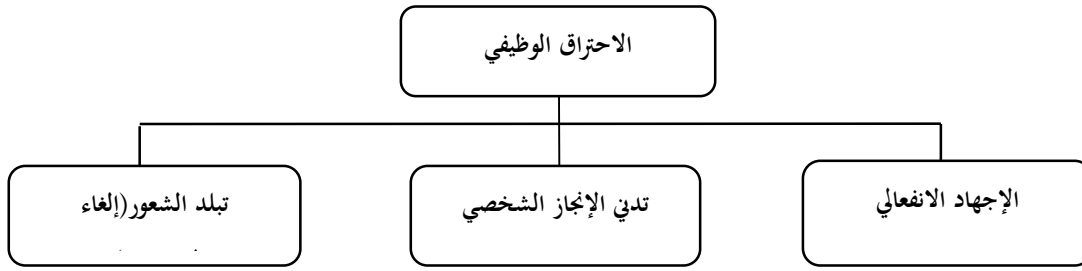 الاحتراق الوظيفي
الإجهاد الانفعالي
تدني الإنجاز الشخصي
تبلد الشعور(إلغاء